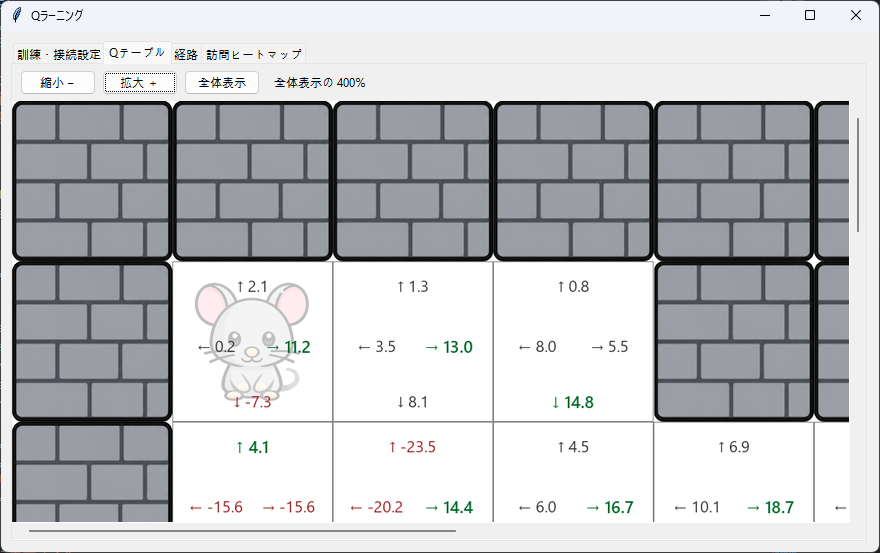 Qラーニング
訓練・接続設定 Qテーブル 経路 訪問ヒートマップ
縮小 − 拡大 + 全体表示 全体表示の 400%
↑ 2.1 ↑ 1.3 ↑ 0.8
← 0.2 → 11.2 ← 3.5 → 13.0 ← 8.0 → 5.5
↓ -7.3 ↓ 8.1 ↓ 14.8
↑ 4.1 ↑ -23.5 ↑ 4.5 ↑ 6.9
← -15.6 → -15.6 ← -20.2 → 14.4 ← 6.0 → 16.7 ← 10.1 → 18.7 ←